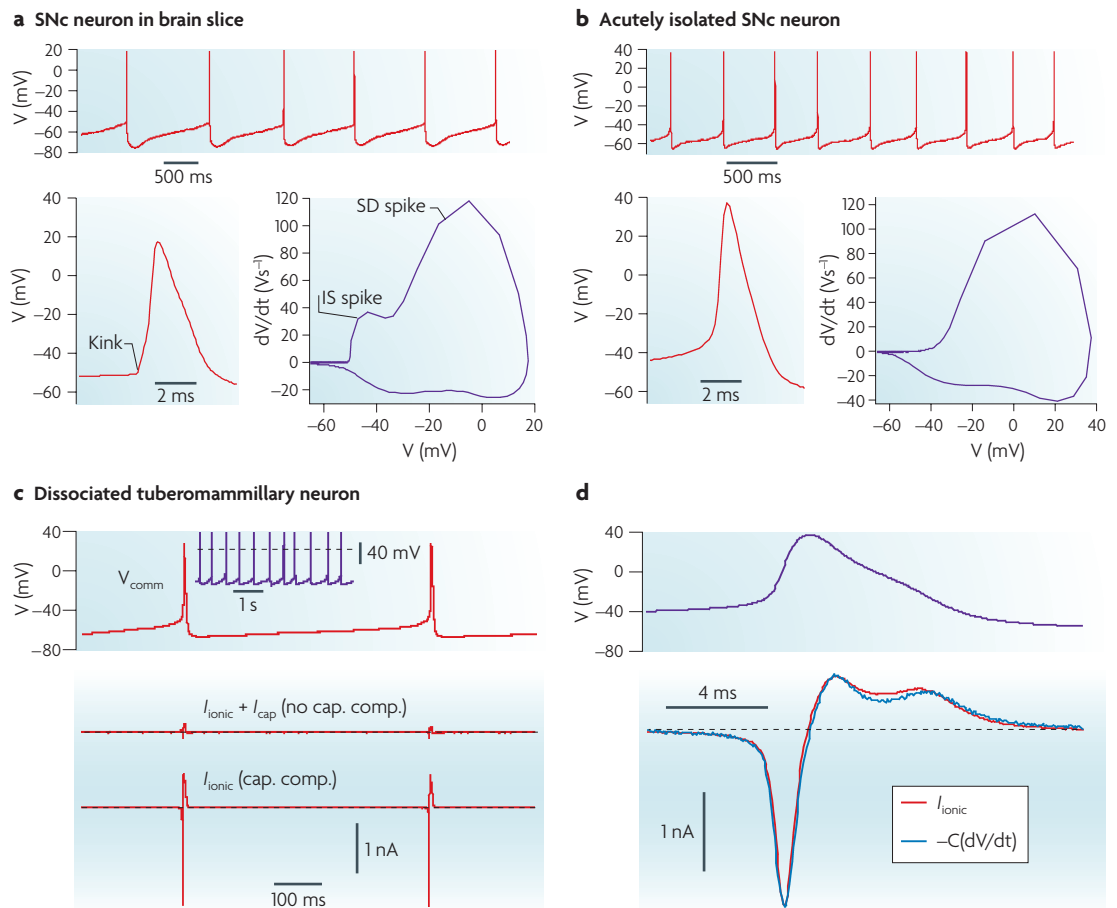 a SNc neuron in brain slice
V (mV)
20
0
–20
–40
–60
–80
500 ms
V (mV)
40
20
0
–20
–40
–60
Kink
2 ms
dV/dt (Vs⁻¹)
120
100
80
60
40
20
0
–20
SD spike
IS spike
–60 –40 –20 0 20
V (mV)
b Acutely isolated SNc neuron
V (mV)
40
20
0
–20
–40
–60
–80
500 ms
V (mV)
40
20
0
–20
–40
–60
2 ms
dV/dt (Vs⁻¹)
120
100
80
60
40
20
0
–20
–40
–60 –40 –20 0 20 40
V (mV)
c Dissociated tuberomammillary neuron
V (mV)
40
0
–40
–80
Vcomm
40 mV
1 s
Iionic + Icap (no cap. comp.)
Iionic (cap. comp.)
1 nA
100 ms
d
V (mV)
40
0
–40
–80
4 ms
1 nA
Iionic
–C(dV/dt)